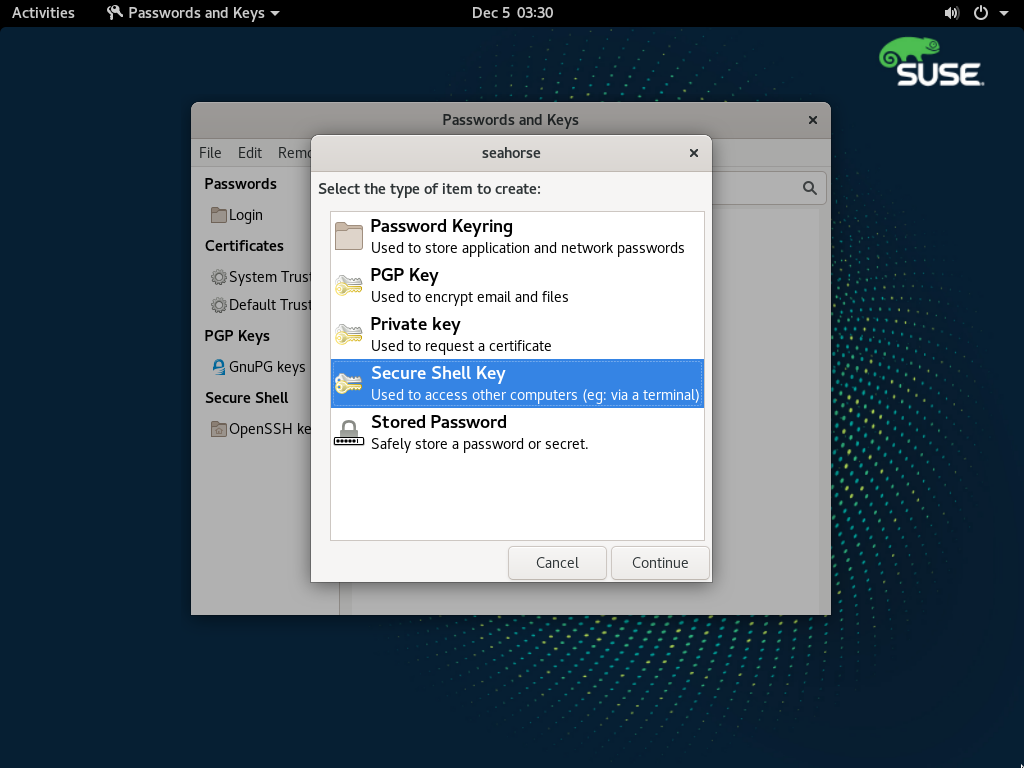 Activities
Passwords and Keys
Dec 5 03:30
SUSE
Passwords and Keys
File Edit Remo
seahorse
Passwords
Login
Certificates
System Trust
Default Trust
PGP Keys
GnuPG keys
Secure Shell
OpenSSH ke
Select the type of item to create:
Password Keyring
Used to store application and network passwords
PGP Key
Used to encrypt email and files
Private key
Used to request a certificate
Secure Shell Key
Used to access other computers (eg: via a terminal)
Stored Password
Safely store a password or secret.
Cancel
Continue